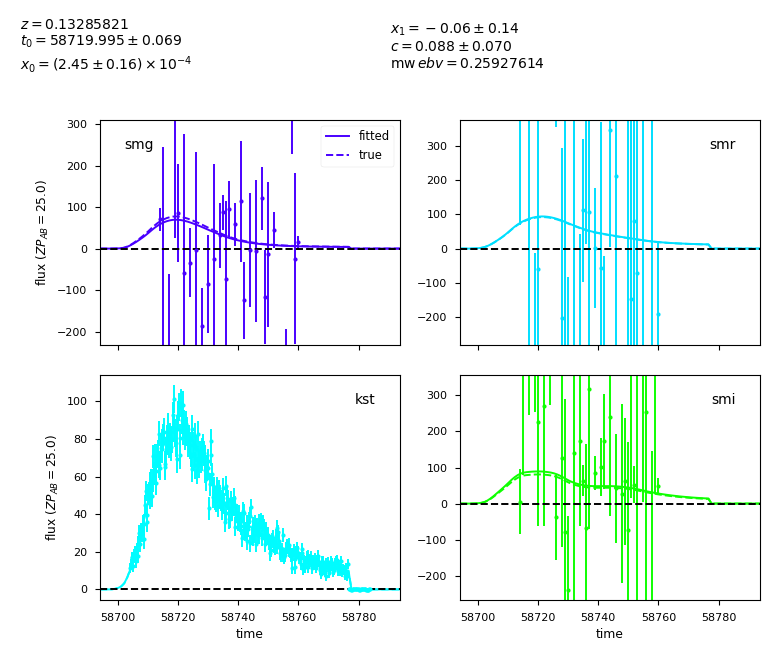 z = 0.13285821
t₀ = 58719.995 ± 0.069
x₀ = (2.45 ± 0.16) × 10⁻⁴
x₁ = −0.06 ± 0.14
c = 0.088 ± 0.070
mw ebv = 0.25927614
smg
fitted
true
300
200
100
0
−100
−200
flux (ZP_AB = 25.0)
smr
300
200
100
0
−100
−200
kst
100
80
60
40
20
0
flux (ZP_AB = 25.0)
58700 58720 58740 58760 58780
time
smi
300
200
100
0
−100
−200
58700 58720 58740 58760 58780
time